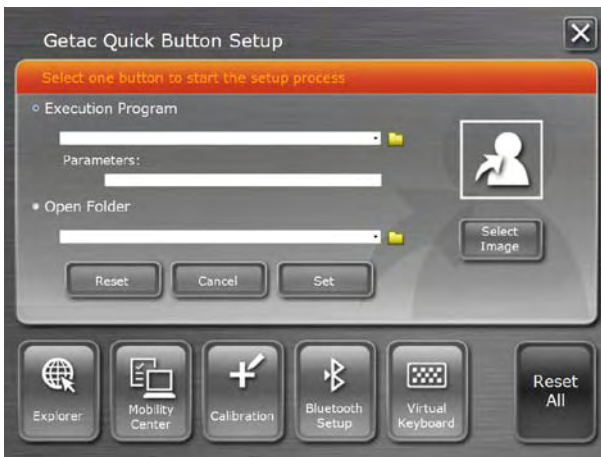 Getac Quick Button Setup
Select one button to start the setup process
Execution Program
Parameters:
Open Folder
Select
Image
Reset
Cancel
Set
Explorer
Mobility
Center
Calibration
Bluetooth
Setup
Virtual
Keyboard
Reset
All